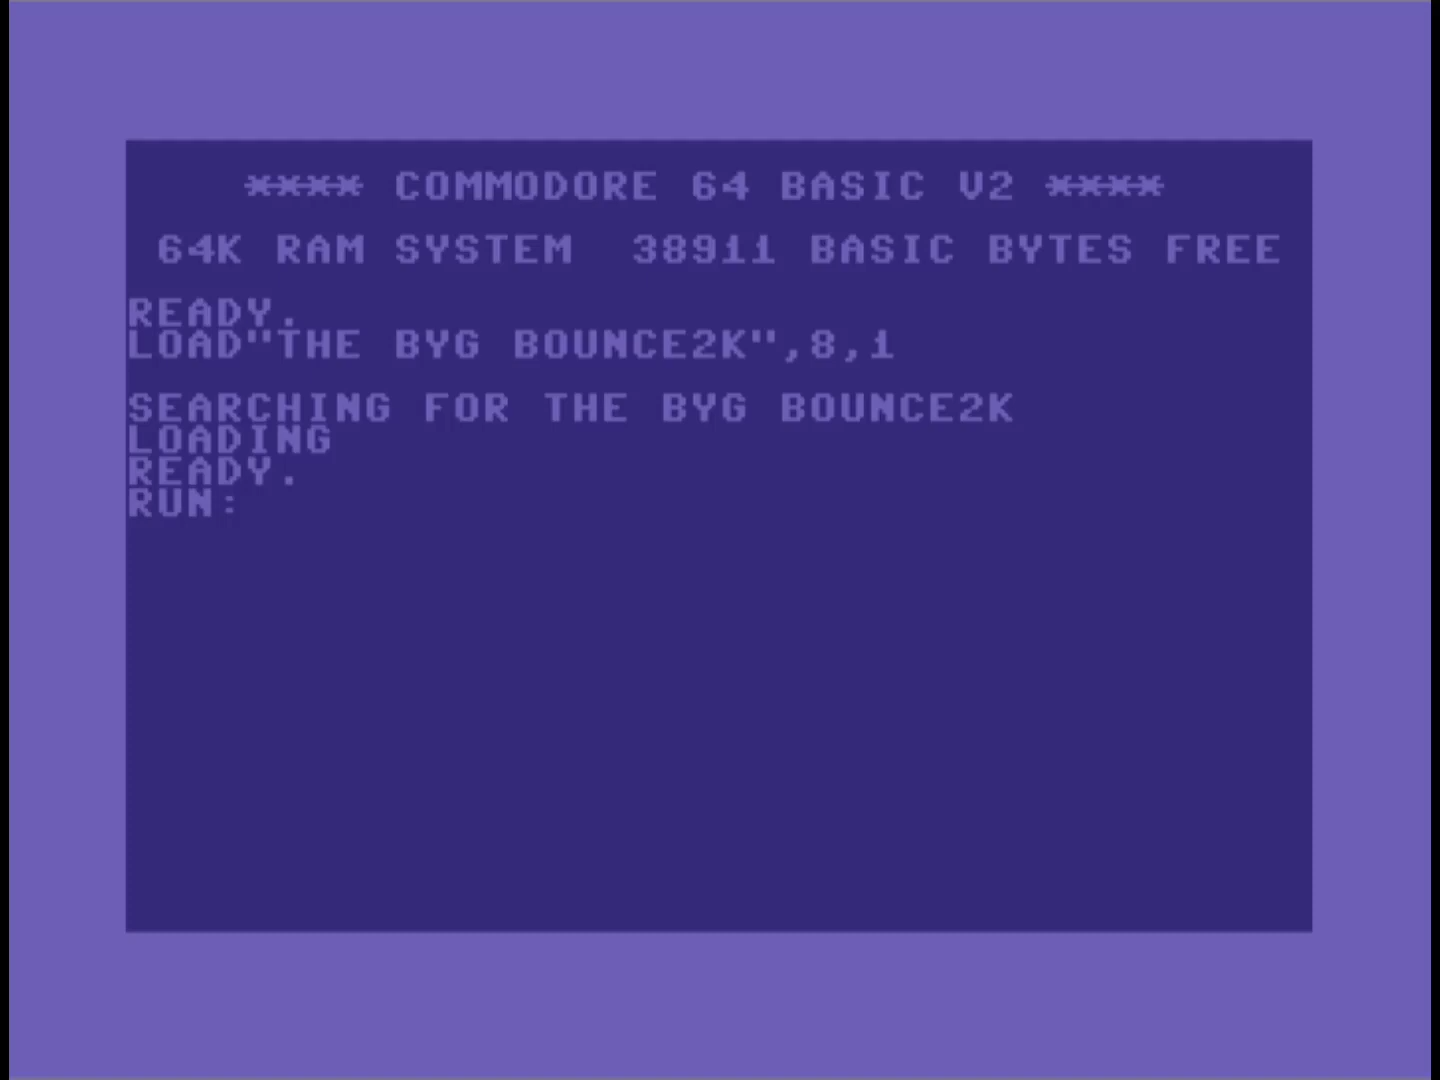 **** COMMODORE 64 BASIC V2 ****
64K RAM SYSTEM  38911 BASIC BYTES FREE
READY.
LOAD"THE BYG BOUNCE2K",8,1
SEARCHING FOR THE BYG BOUNCE2K
LOADING
READY.
RUN: